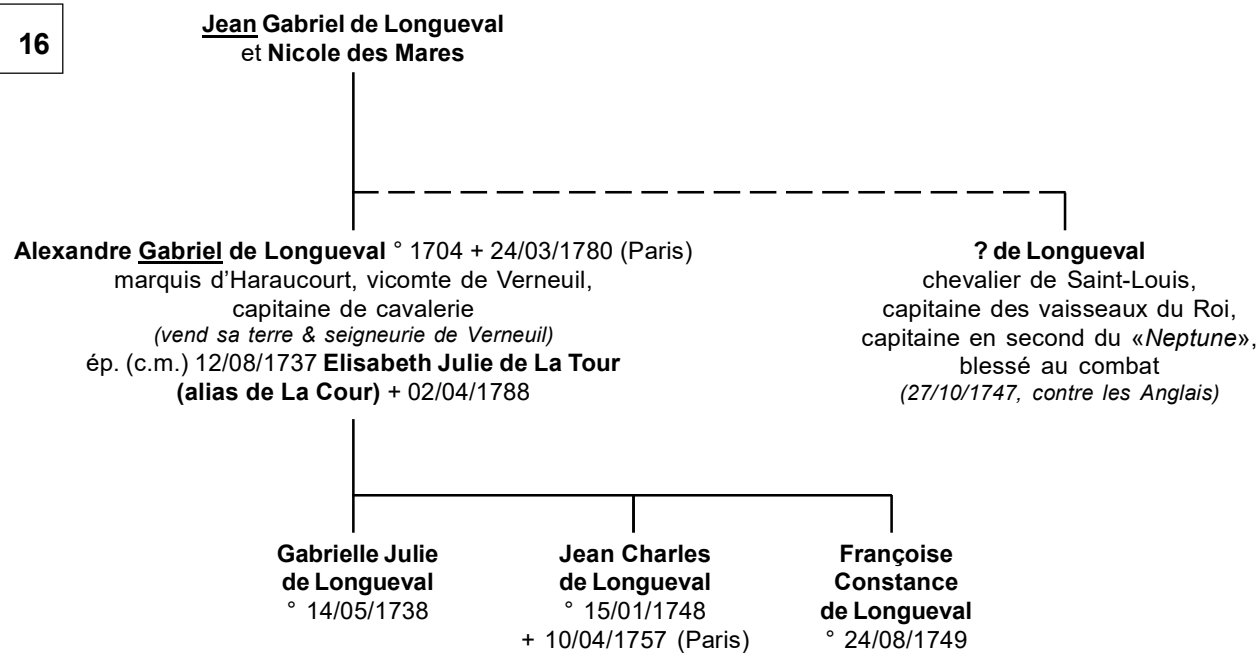 16
Jean Gabriel de Longueval
et Nicole des Mares
Alexandre Gabriel de Longueval ° 1704 + 24/03/1780 (Paris)
marquis d'Haraucourt, vicomte de Verneuil,
capitaine de cavalerie
(vend sa terre & seigneurie de Verneuil)
ép. (c.m.) 12/08/1737 Elisabeth Julie de La Tour
(alias de La Cour) + 02/04/1788
? de Longueval
chevalier de Saint-Louis,
capitaine des vaisseaux du Roi,
capitaine en second du «Neptune»,
blessé au combat
(27/10/1747, contre les Anglais)
Gabrielle Julie
de Longueval
° 14/05/1738
Jean Charles
de Longueval
° 15/01/1748
+ 10/04/1757 (Paris)
Françoise
Constance
de Longueval
° 24/08/1749